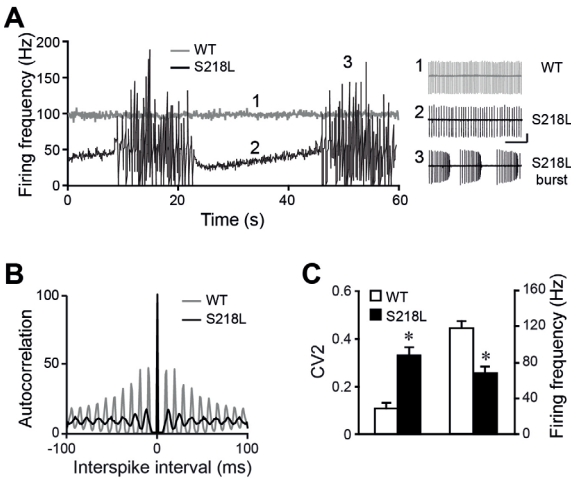 A
Firing frequency (Hz)
200
150
100
50
0
WT
S218L
1
2
3
0
20
40
60
Time (s)
1
WT
2
S218L
3
S218L
burst
B
Autocorrelation
100
50
0
WT
S218L
-100
0
100
Interspike interval (ms)
C
CV2
0.6
0.4
0.2
0
WT
S218L
*
*
160
120
80
40
0
Firing frequency (Hz)